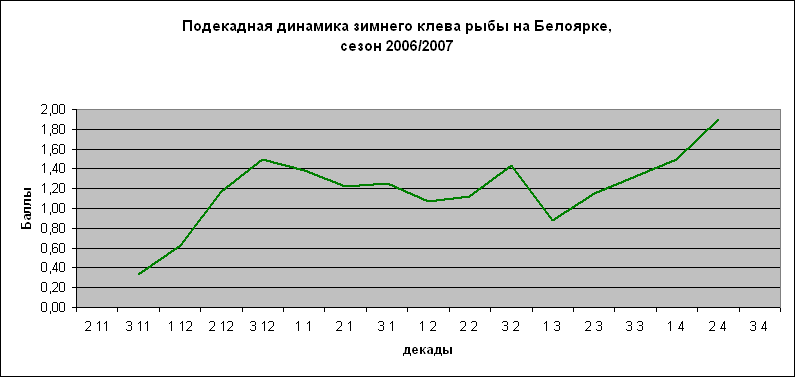 Подекадная динамика зимнего клева рыбы на Белоярке,
сезон 2006/2007
2,00
1,80
1,60
1,40
1,20
1,00
0,80
0,60
0,40
0,20
0,00
Баллы
2 11 3 11 1 12 2 12 3 12 1 1 2 1 3 1 1 2 2 2 3 2 1 3 2 3 3 3 1 4 2 4 3 4
декады